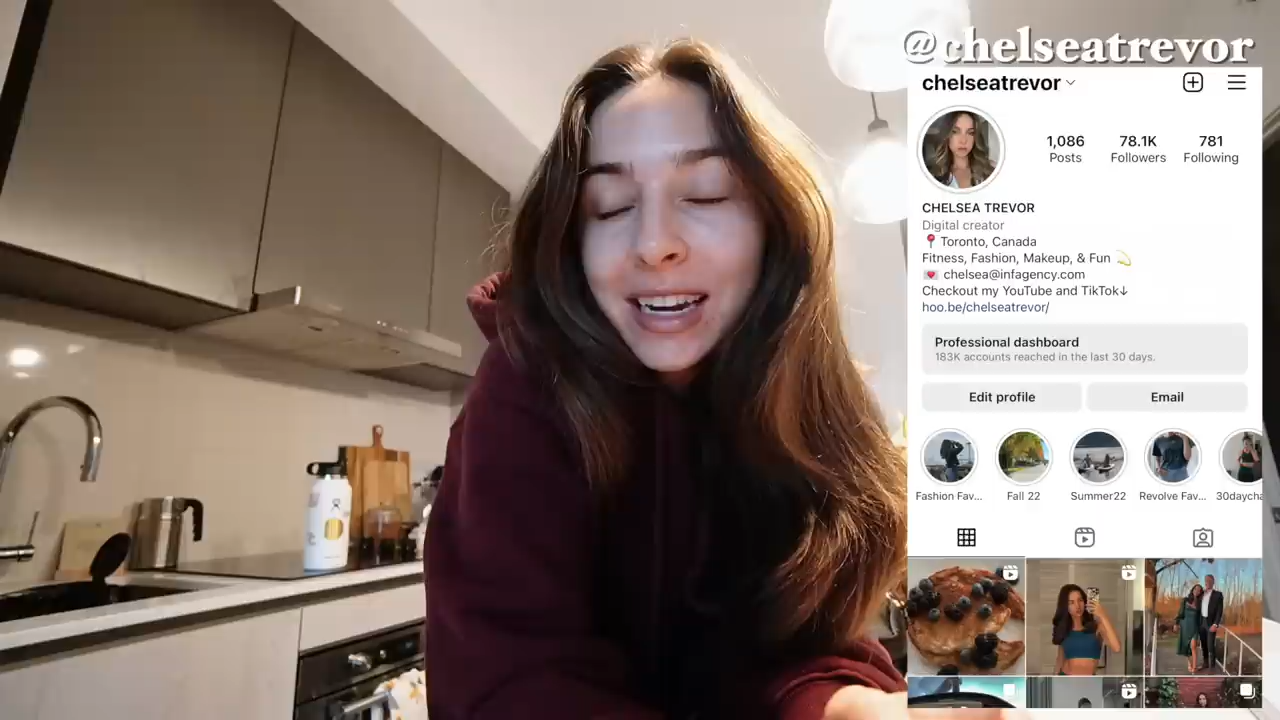 @chelseatrevor
chelseatrevor
1,086
78.1K
781
Posts
Followers
Following
CHELSEA TREVOR
Digital creator
📍 Toronto, Canada
Fitness, Fashion, Makeup, & Fun 💫
💌 chelsea@infagency.com
Checkout my YouTube and TikTok↓
hoo.be/chelseatrevor/
Professional dashboard
183K accounts reached in the last 30 days.
Edit profile
Email
Fashion Fav...
Fall 22
Summer22
Revolve Fav...
30daycha